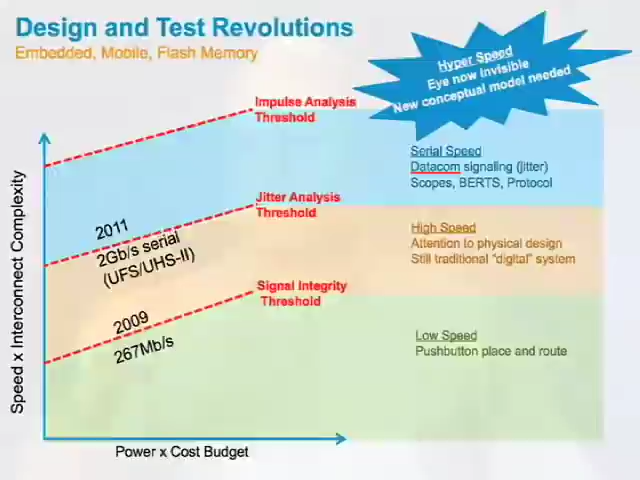 Design and Test Revolutions
Embedded, Mobile, Flash Memory
Hyper Speed
Eye now invisible
New conceptual model needed
Impulse Analysis
Threshold
Serial Speed
Datacom signaling (jitter)
Scopes, BERTS, Protocol
Jitter Analysis
Threshold
2011
2Gb/s serial
(UFS/UHS-II)
High Speed
Attention to physical design
Still traditional "digital" system
Signal Integrity
Threshold
2009
267Mb/s
Low Speed
Pushbutton place and route
Speed x Interconnect Complexity
Power x Cost Budget